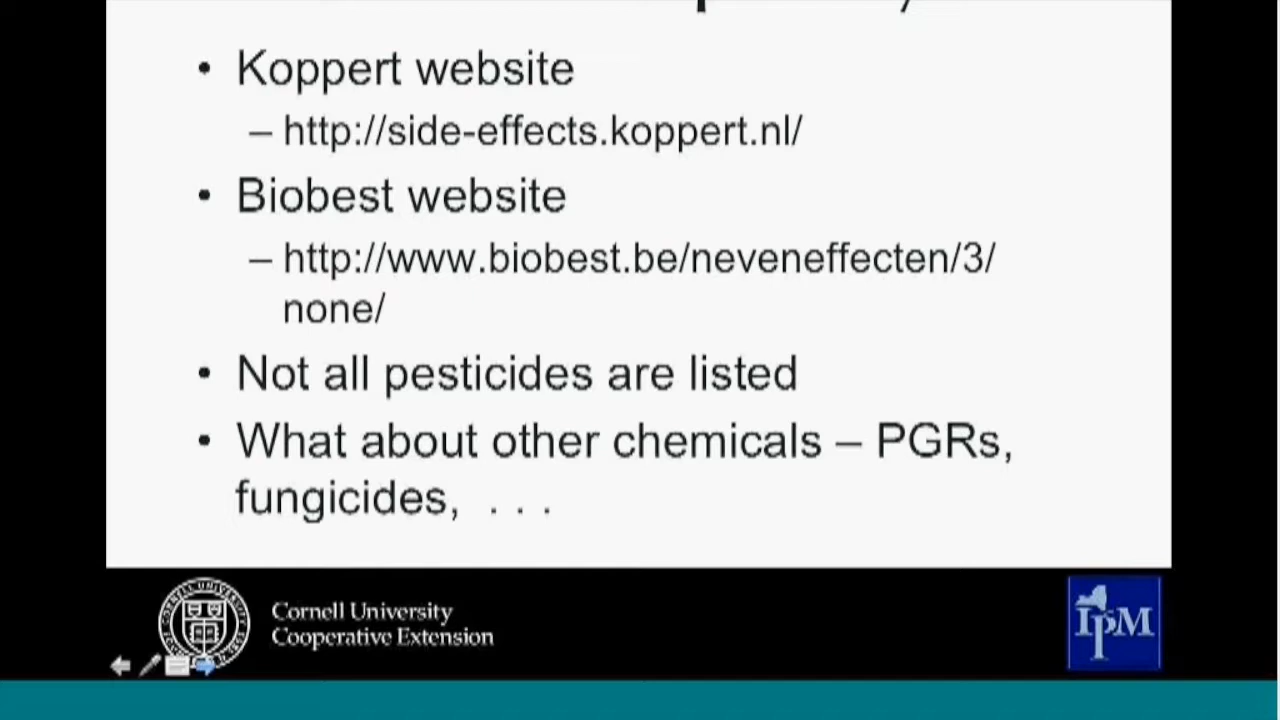 • Koppert website
– http://side-effects.koppert.nl/
• Biobest website
– http://www.biobest.be/neveneffecten/3/
none/
• Not all pesticides are listed
• What about other chemicals – PGRs,
fungicides, . . .
Cornell University
Cooperative Extension
IPM